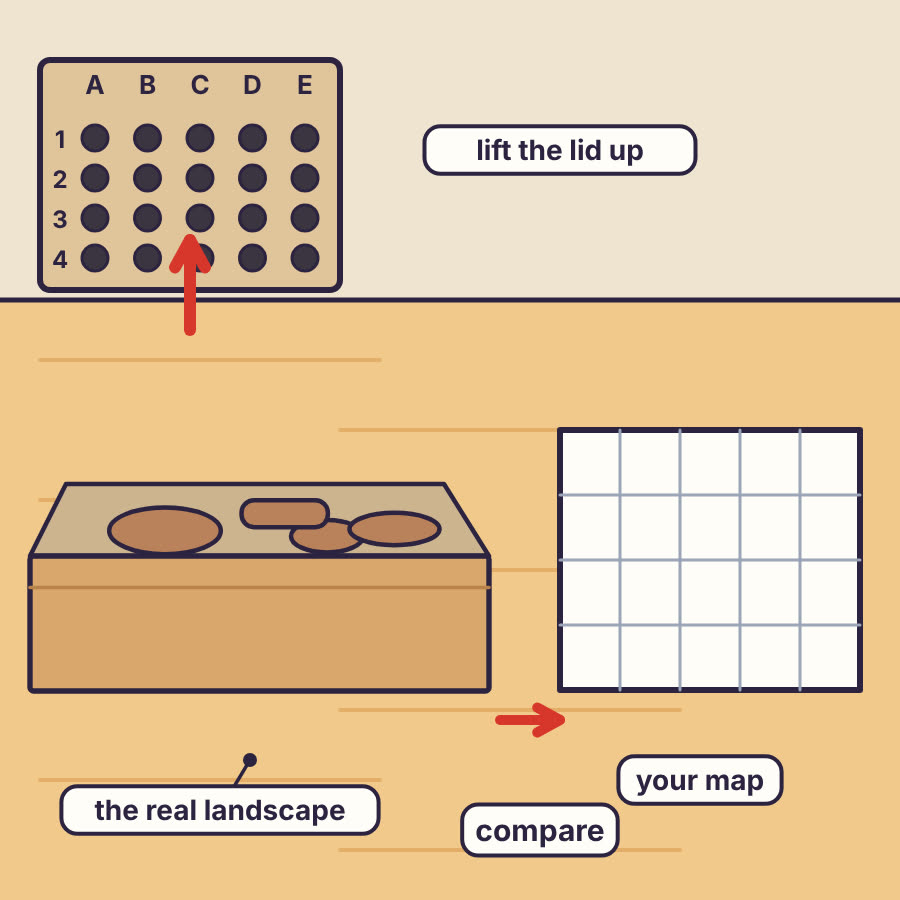 A B C D E
1
2
3
4
lift the lid up
the real landscape
your map
compare